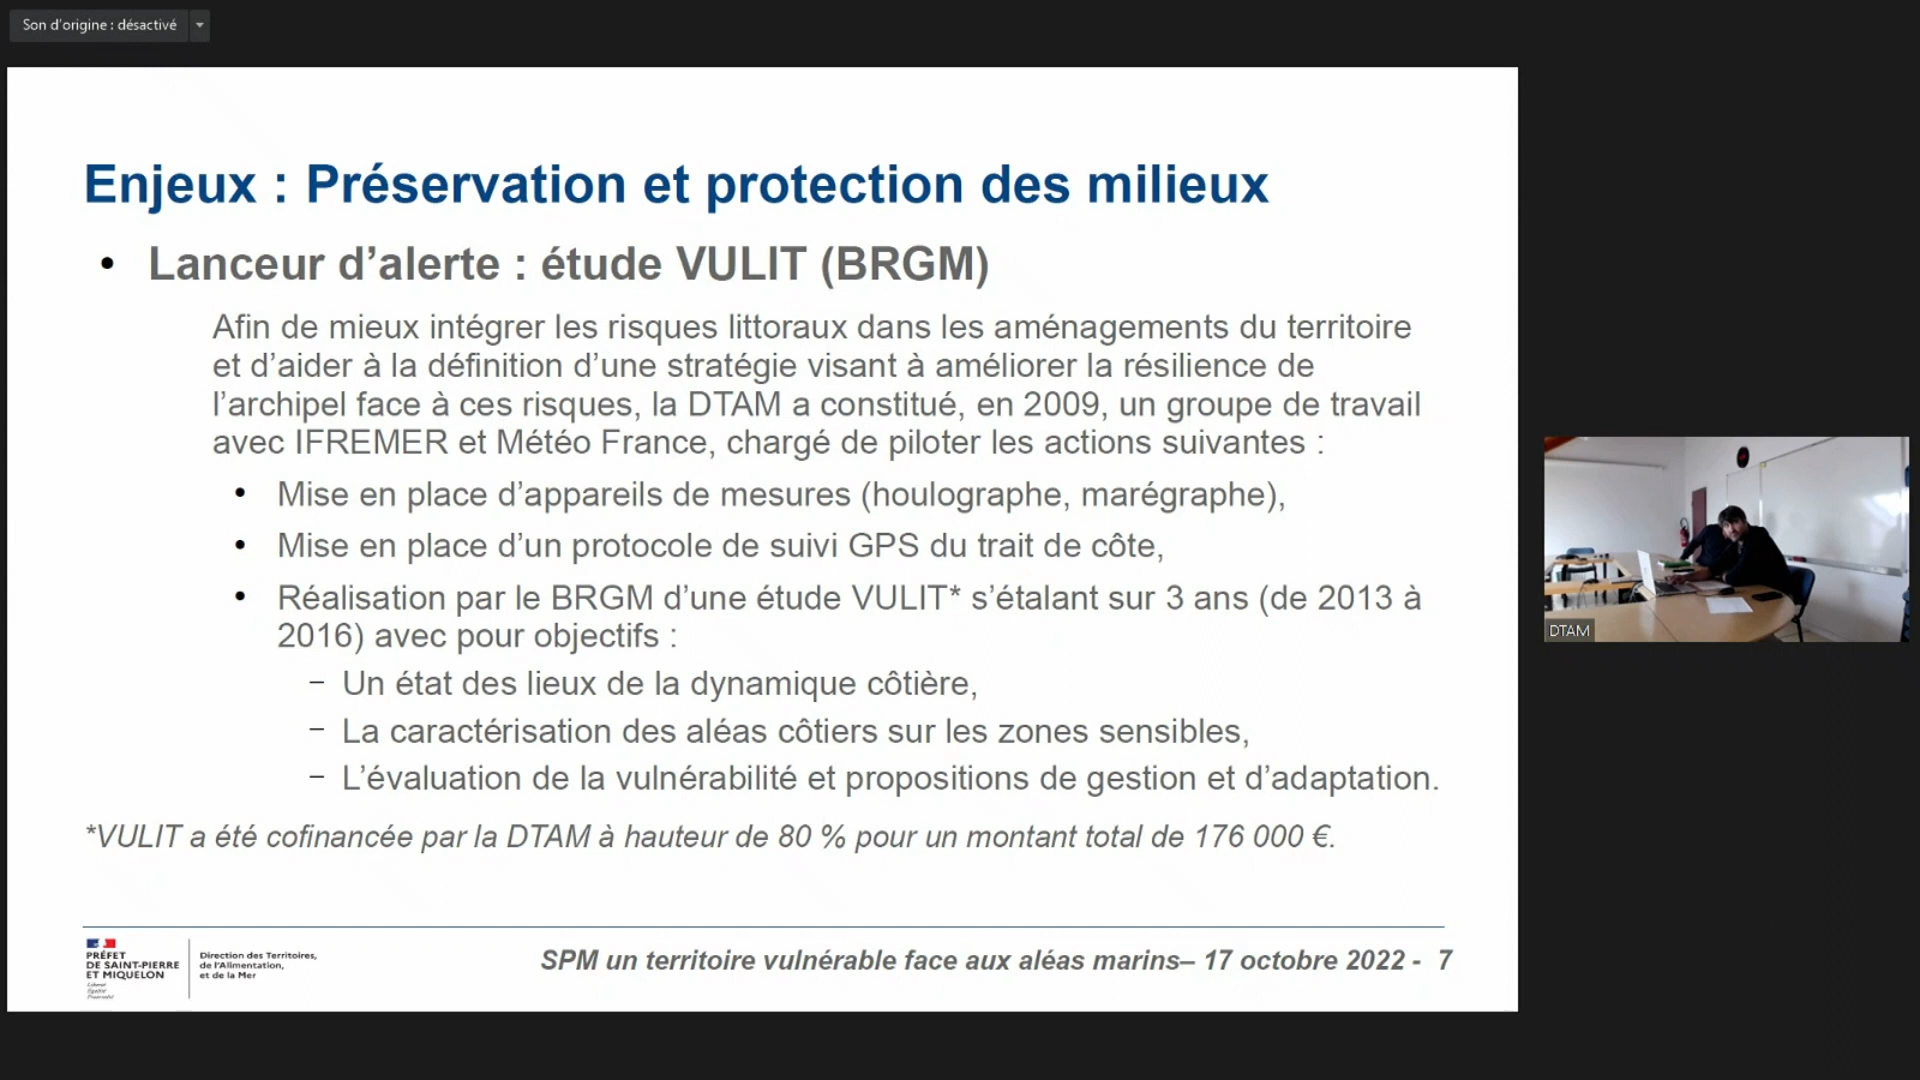 Son d'origine : désactivé
Enjeux : Préservation et protection des milieux
• Lanceur d’alerte : étude VULIT (BRGM)
Afin de mieux intégrer les risques littoraux dans les aménagements du territoire
et d’aider à la définition d’une stratégie visant à améliorer la résilience de
l’archipel face à ces risques, la DTAM a constitué, en 2009, un groupe de travail
avec IFREMER et Météo France, chargé de piloter les actions suivantes :
• Mise en place d’appareils de mesures (houlographe, marégraphe),
• Mise en place d’un protocole de suivi GPS du trait de côte,
• Réalisation par le BRGM d’une étude VULIT* s’étalant sur 3 ans (de 2013 à
2016) avec pour objectifs :
– Un état des lieux de la dynamique côtière,
– La caractérisation des aléas côtiers sur les zones sensibles,
– L’évaluation de la vulnérabilité et propositions de gestion et d’adaptation.
*VULIT a été cofinancée par la DTAM à hauteur de 80 % pour un montant total de 176 000 €.
PRÉFET
DE SAINT-PIERRE
ET MIQUELON
Liberté
Égalité
Fraternité
Direction des Territoires,
de l'Alimentation,
et de la Mer
SPM un territoire vulnérable face aux aléas marins– 17 octobre 2022 - 7
DTAM